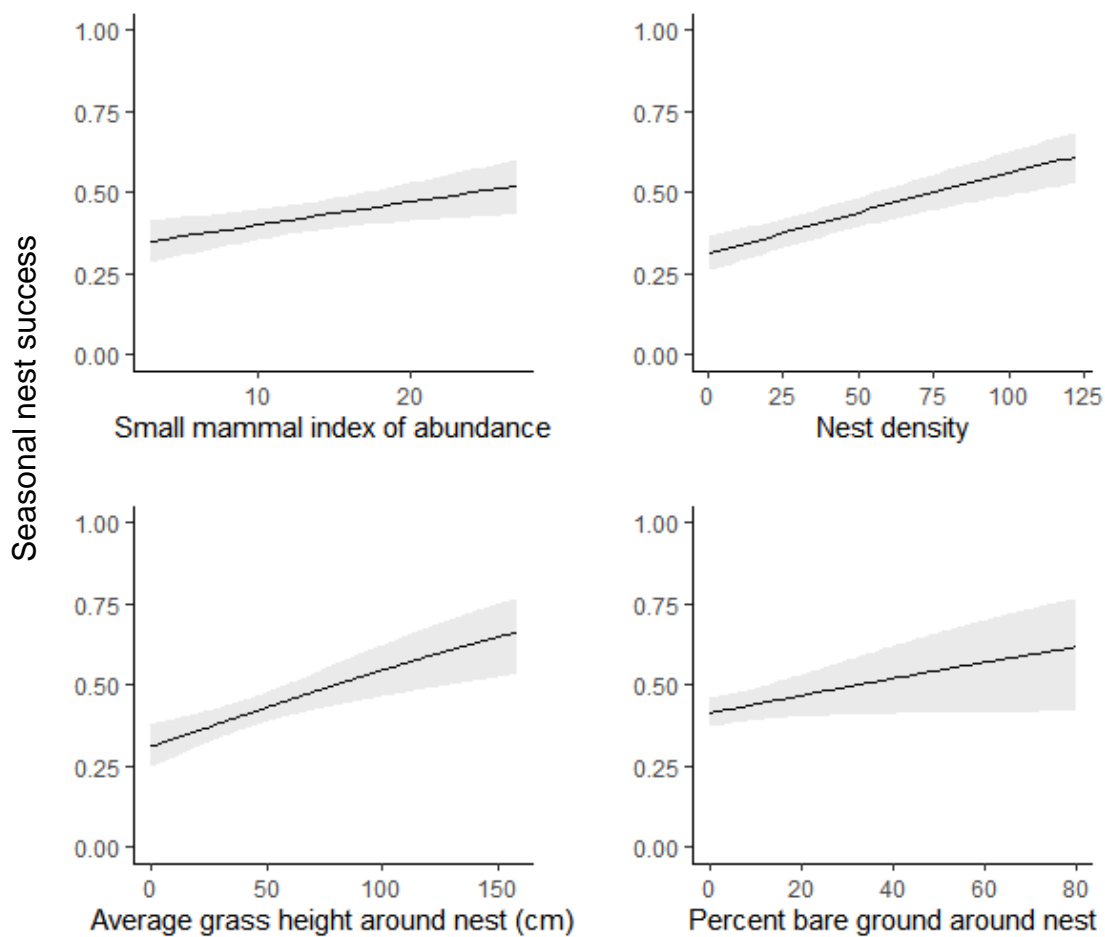 Seasonal nest success
1.00
0.75
0.50
0.25
0.00
10 20
Small mammal index of abundance
1.00
0.75
0.50
0.25
0.00
0 25 50 75 100 125
Nest density
1.00
0.75
0.50
0.25
0.00
0 50 100 150
Average grass height around nest (cm)
1.00
0.75
0.50
0.25
0.00
0 20 40 60 80
Percent bare ground around nest